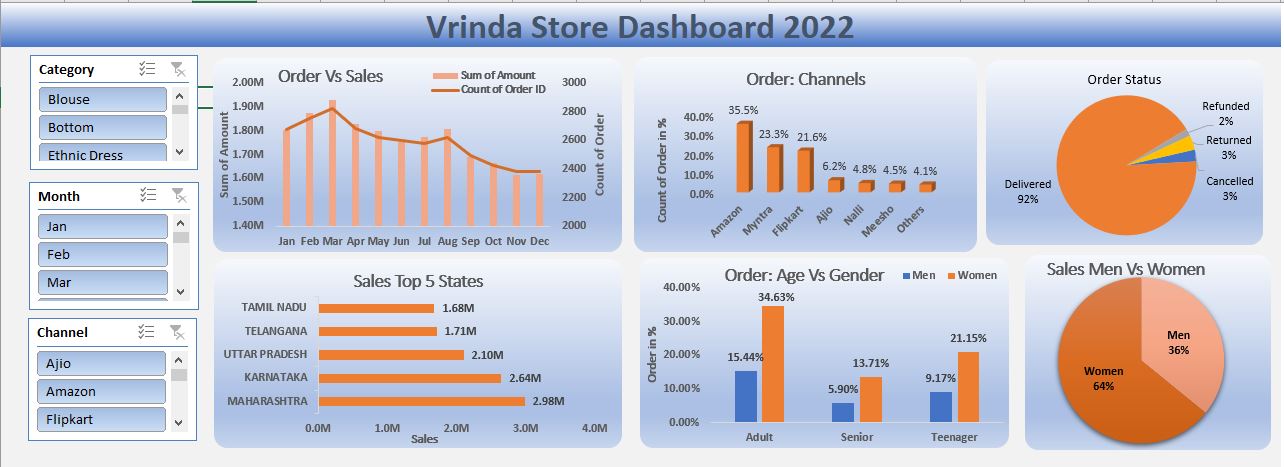 Vrinda Store Dashboard 2022
Category
Blouse
Bottom
Ethnic Dress
Month
Jan
Feb
Mar
Channel
Ajio
Amazon
Flipkart
Order Vs Sales
Sum of Amount
Count of Order ID
2.00M
1.90M
1.80M
1.70M
1.60M
1.50M
1.40M
Sum of Amount
3000
2800
2600
2400
2200
2000
Count of Order
Jan Feb Mar Apr May Jun Jul Aug Sep Oct Nov Dec
Order: Channels
Count of Order in %
40.0%
30.0%
20.0%
10.0%
0.0%
35.5%
23.3%
21.6%
6.2%
4.8%
4.5%
4.1%
Amazon
Myntra
Flipkart
Ajio
Nalli
Meesho
Others
Order Status
Refunded
2%
Returned
3%
Cancelled
3%
Delivered
92%
Sales Top 5 States
TAMIL NADU 1.68M
TELANGANA 1.71M
UTTAR PRADESH 2.10M
KARNATAKA 2.64M
MAHARASHTRA 2.98M
0.0M 1.0M 2.0M 3.0M 4.0M
Sales
Order: Age Vs Gender
Men Women
Order in %
40.00%
30.00%
20.00%
10.00%
0.00%
15.44%
34.63%
5.90%
13.71%
9.17%
21.15%
Adult Senior Teenager
Sales Men Vs Women
Men
36%
Women
64%